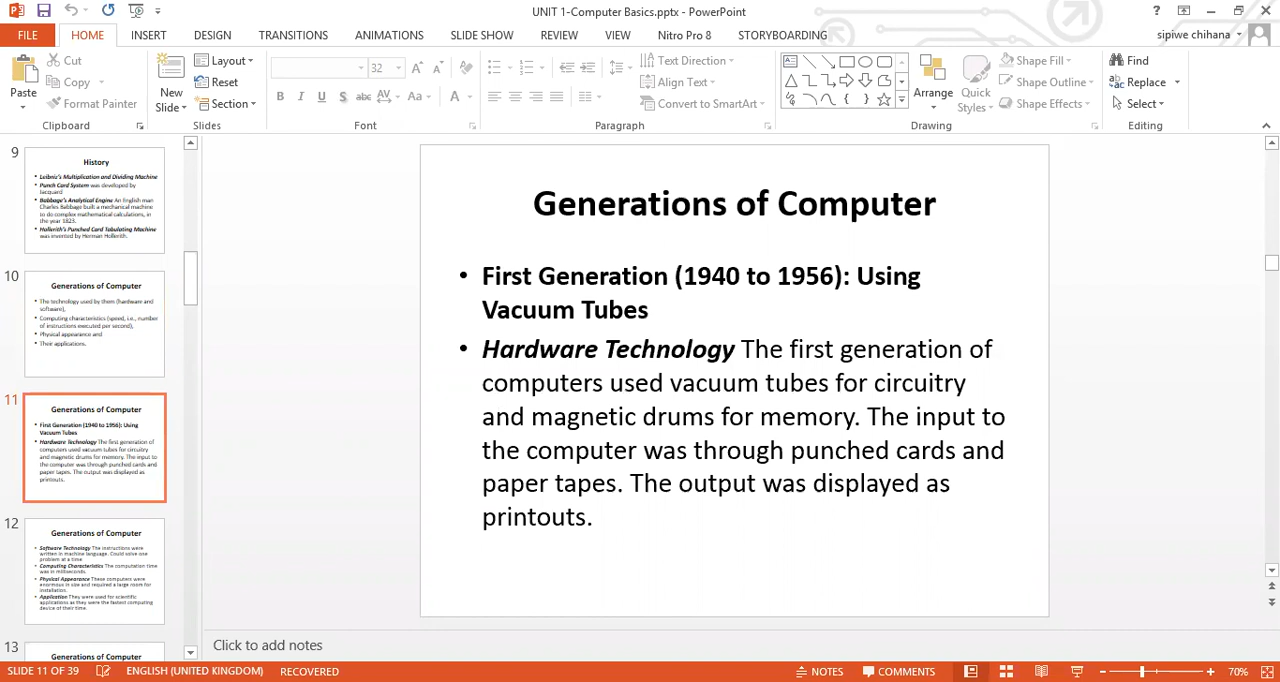 UNIT 1-Computer Basics.pptx - PowerPoint
FILE HOME INSERT DESIGN TRANSITIONS ANIMATIONS SLIDE SHOW REVIEW VIEW Nitro Pro 8 STORYBOARDING sipiwe chihana
Paste
Cut
Copy
Format Painter
Clipboard
New Slide
Layout
Reset
Section
Slides
32
B I U S abc AV Aa A
Font
Text Direction
Align Text
Convert to SmartArt
Paragraph
Arrange
Quick Styles
Shape Fill
Shape Outline
Shape Effects
Drawing
Find
Replace
Select
Editing
9
History
• Leibniz's Multiplication and Dividing Machine
• Punch Card System was developed by
Jacquard
• Babbage's Analytical Engine An English man
Charles Babbage built a mechanical machine
to do complex mathematical calculations, in
the year 1823.
• Hollerith's Punched Card Tabulating Machine
was invented by Herman Hollerith.
10
Generations of Computer
• The technology used by them (hardware and
software),
• Computing characteristics (speed, i.e., number
of instructions executed per second),
• Physical appearance and
• Their applications.
11
Generations of Computer
• First Generation (1940 to 1956): Using
Vacuum Tubes
• Hardware Technology The first generation of
computers used vacuum tubes for circuitry
and magnetic drums for memory. The input to
the computer was through punched cards and
paper tapes. The output was displayed as
printouts.
12
Generations of Computer
• Software Technology The instructions were
written in machine language. Could solve one
problem at a time
• Computing Characteristics The computation time
was in milliseconds.
• Physical Appearance These computers were
enormous in size and required a large room for
installation.
• Application They were used for scientific
applications as they were the fastest computing
device of their time.
13
Generations of Computer
Generations of Computer
• First Generation (1940 to 1956): Using
Vacuum Tubes
• Hardware Technology The first generation of
computers used vacuum tubes for circuitry
and magnetic drums for memory. The input to
the computer was through punched cards and
paper tapes. The output was displayed as
printouts.
Click to add notes
SLIDE 11 OF 39 ENGLISH (UNITED KINGDOM) RECOVERED NOTES COMMENTS 70%